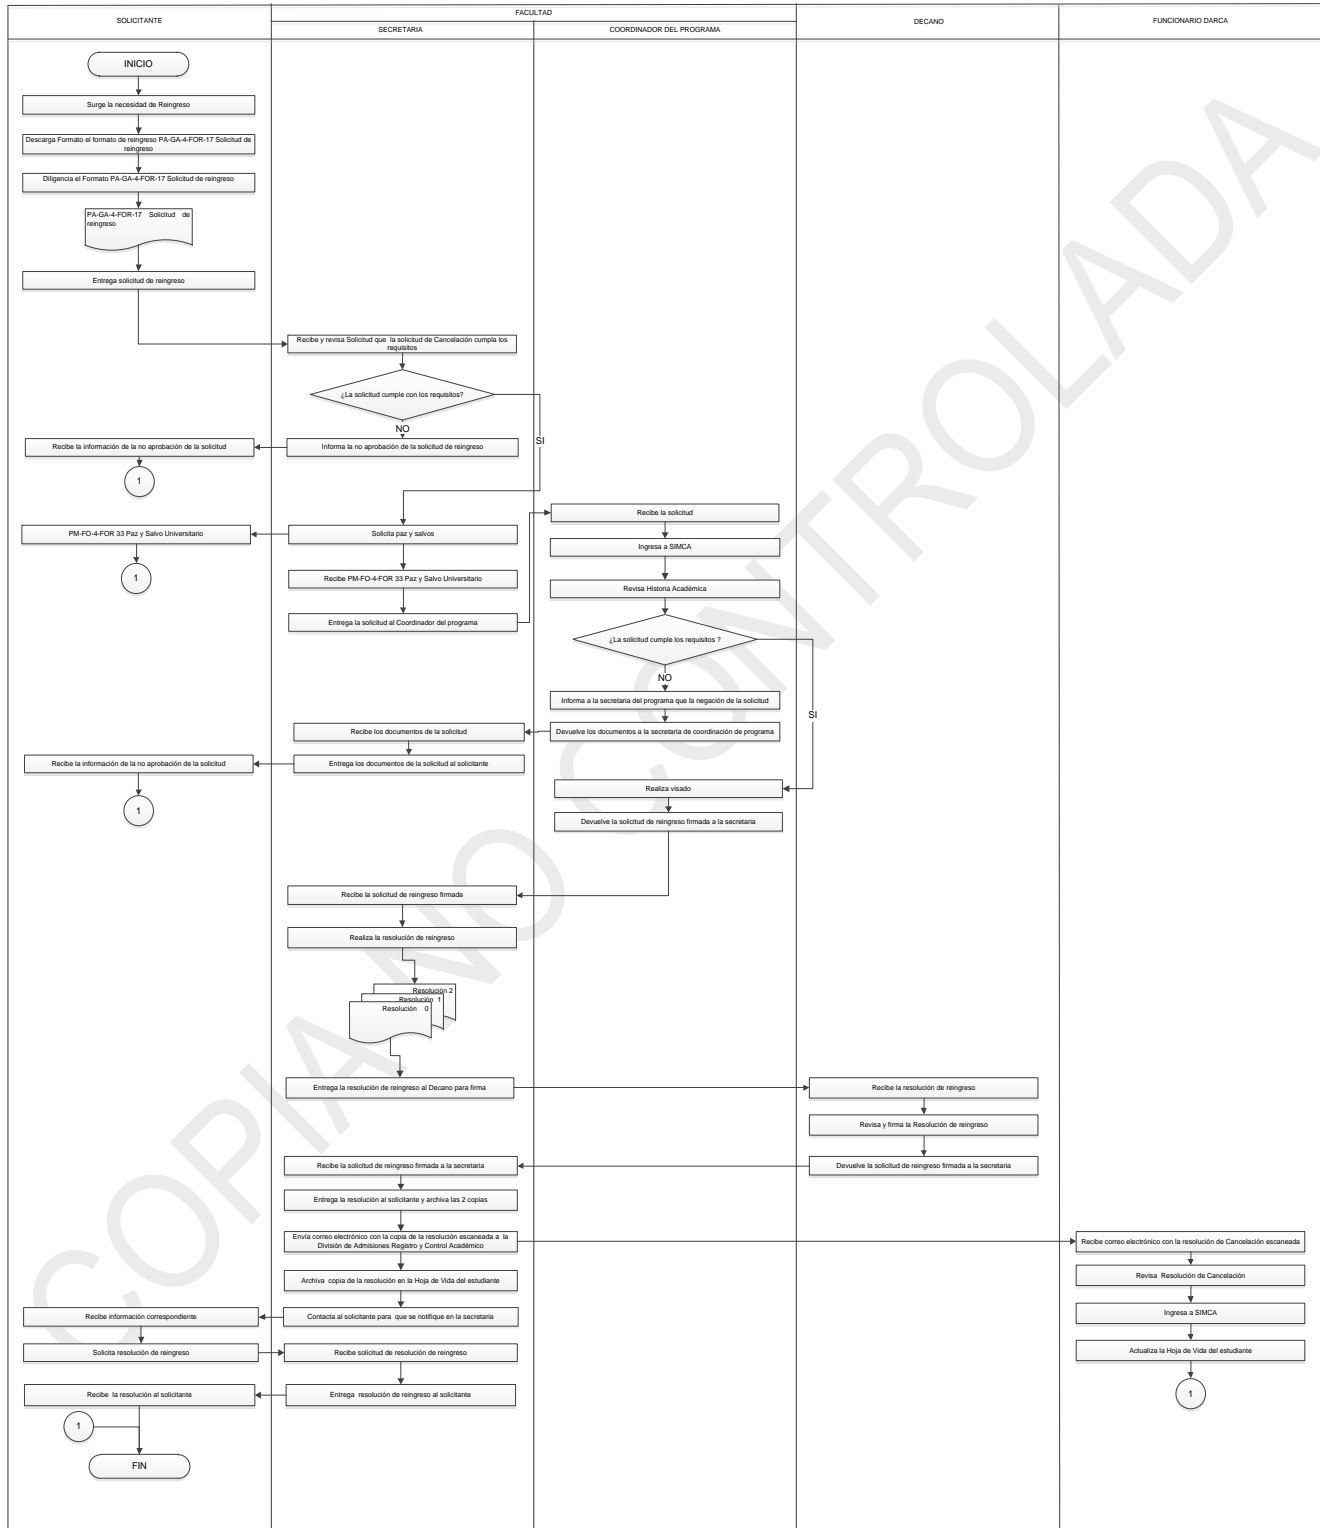 SOLICITANTE
FACULTAD
SECRETARIA
COORDINADOR DEL PROGRAMA
DECANO
FUNCIONARIO DARCA
INICIO
Surge la necesidad de Reingreso
Descarga Formato el formato de reingreso PA-GA-4-FOR-17 Solicitud de
reingreso
Diligencia el Formato PA-GA-4-FOR-17 Solicitud de reingreso
PA-GA-4-FOR-17 Solicitud de
reingreso
Entrega solicitud de reingreso
Recibe y revisa Solicitud que la solicitud de Cancelación cumpla los
requisitos
¿La solicitud cumple con los requisitos?
NO
SI
Recibe la información de la no aprobación de la solicitud
Informa la no aprobación de la solicitud de reingreso
1
Recibe la solicitud
PM-FO-4-FOR 33 Paz y Salvo Universitario
Solicita paz y salvos
Ingresa a SIMCA
1
Recibe PM-FO-4-FOR 33 Paz y Salvo Universitario
Revisa Historia Académica
Entrega la solicitud al Coordinador del programa
¿La solicitud cumple los requisitos ?
NO
SI
Informa a la secretaria del programa que la negación de la solicitud
Recibe los documentos de la solicitud
Devuelve los documentos a la secretaria de coordinación de programa
Recibe la información de la no aprobación de la solicitud
Entrega los documentos de la solicitud al solicitante
1
Realiza visado
Devuelve la solicitud de reingreso firmada a la secretaria
Recibe la solicitud de reingreso firmada
Realiza la resolución de reingreso
Resolución 2
Resolución 1
Resolución 0
Entrega la resolución de reingreso al Decano para firma
Recibe la resolución de reingreso
Revisa y firma la Resolución de reingreso
Recibe la solicitud de reingreso firmada a la secretaria
Devuelve la solicitud de reingreso firmada a la secretaria
Entrega la resolución al solicitante y archiva las 2 copias
Envía correo electrónico con la copia de la resolución escaneada a la
División de Admisiones Registro y Control Académico
Recibe correo electrónico con la resolución de Cancelación escaneada
Archiva copia de la resolución en la Hoja de Vida del estudiante
Revisa Resolución de Cancelación
Recibe información correspondiente
Contacta al solicitante para que se notifique en la secretaria
Ingresa a SIMCA
Solicita resolución de reingreso
Recibe solicitud de resolución de reingreso
Actualiza la Hoja de Vida del estudiante
Recibe la resolución al solicitante
Entrega resolución de reingreso al solicitante
1
1
FIN
COPIA NO CONTROLADA